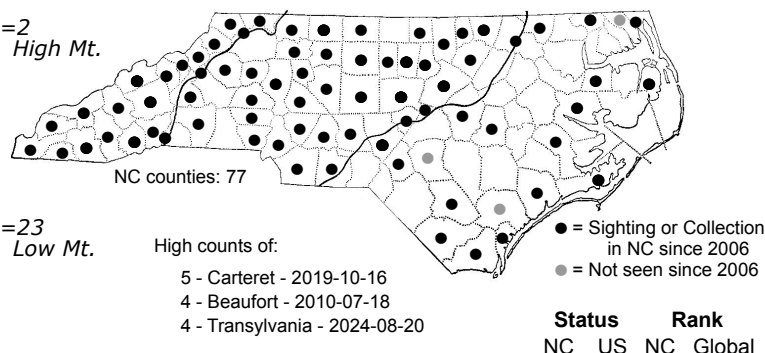 =2
High Mt.
NC counties: 77
=23
Low Mt.
High counts of:
5 - Carteret - 2019-10-16
4 - Beaufort - 2010-07-18
4 - Transylvania - 2024-08-20
= Sighting or Collection
in NC since 2006
= Not seen since 2006
Status Rank
NC US NC Global